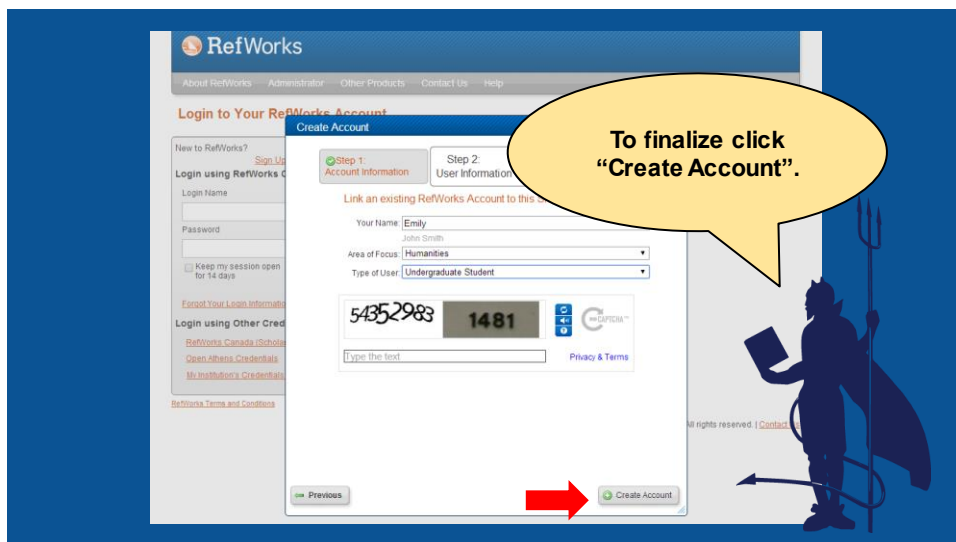 RefWorks
About RefWorks Administrator Other Products Contact Us Help
Login to Your RefWorks Account
Create Account
To finalize click
“Create Account”.
New to RefWorks?
Sign Up
Login using RefWorks
Login Name
Password
Keep my session open
for 14 days
Forgot Your Login
Login using Other
RefWorks Canada
Open Athens Credentials
My Institution's Credentials
RefWorks Terms and Conditions
Step 1:
Account Information
Step 2:
User Information
Link an existing RefWorks Account to this
Your Name: Emily
John Smith
Area of Focus: Humanities
Type of User: Undergraduate Student
54352983 1481
CAPTCHA™
Type the text
Privacy & Terms
All rights reserved. | Contact Us
Previous
Create Account